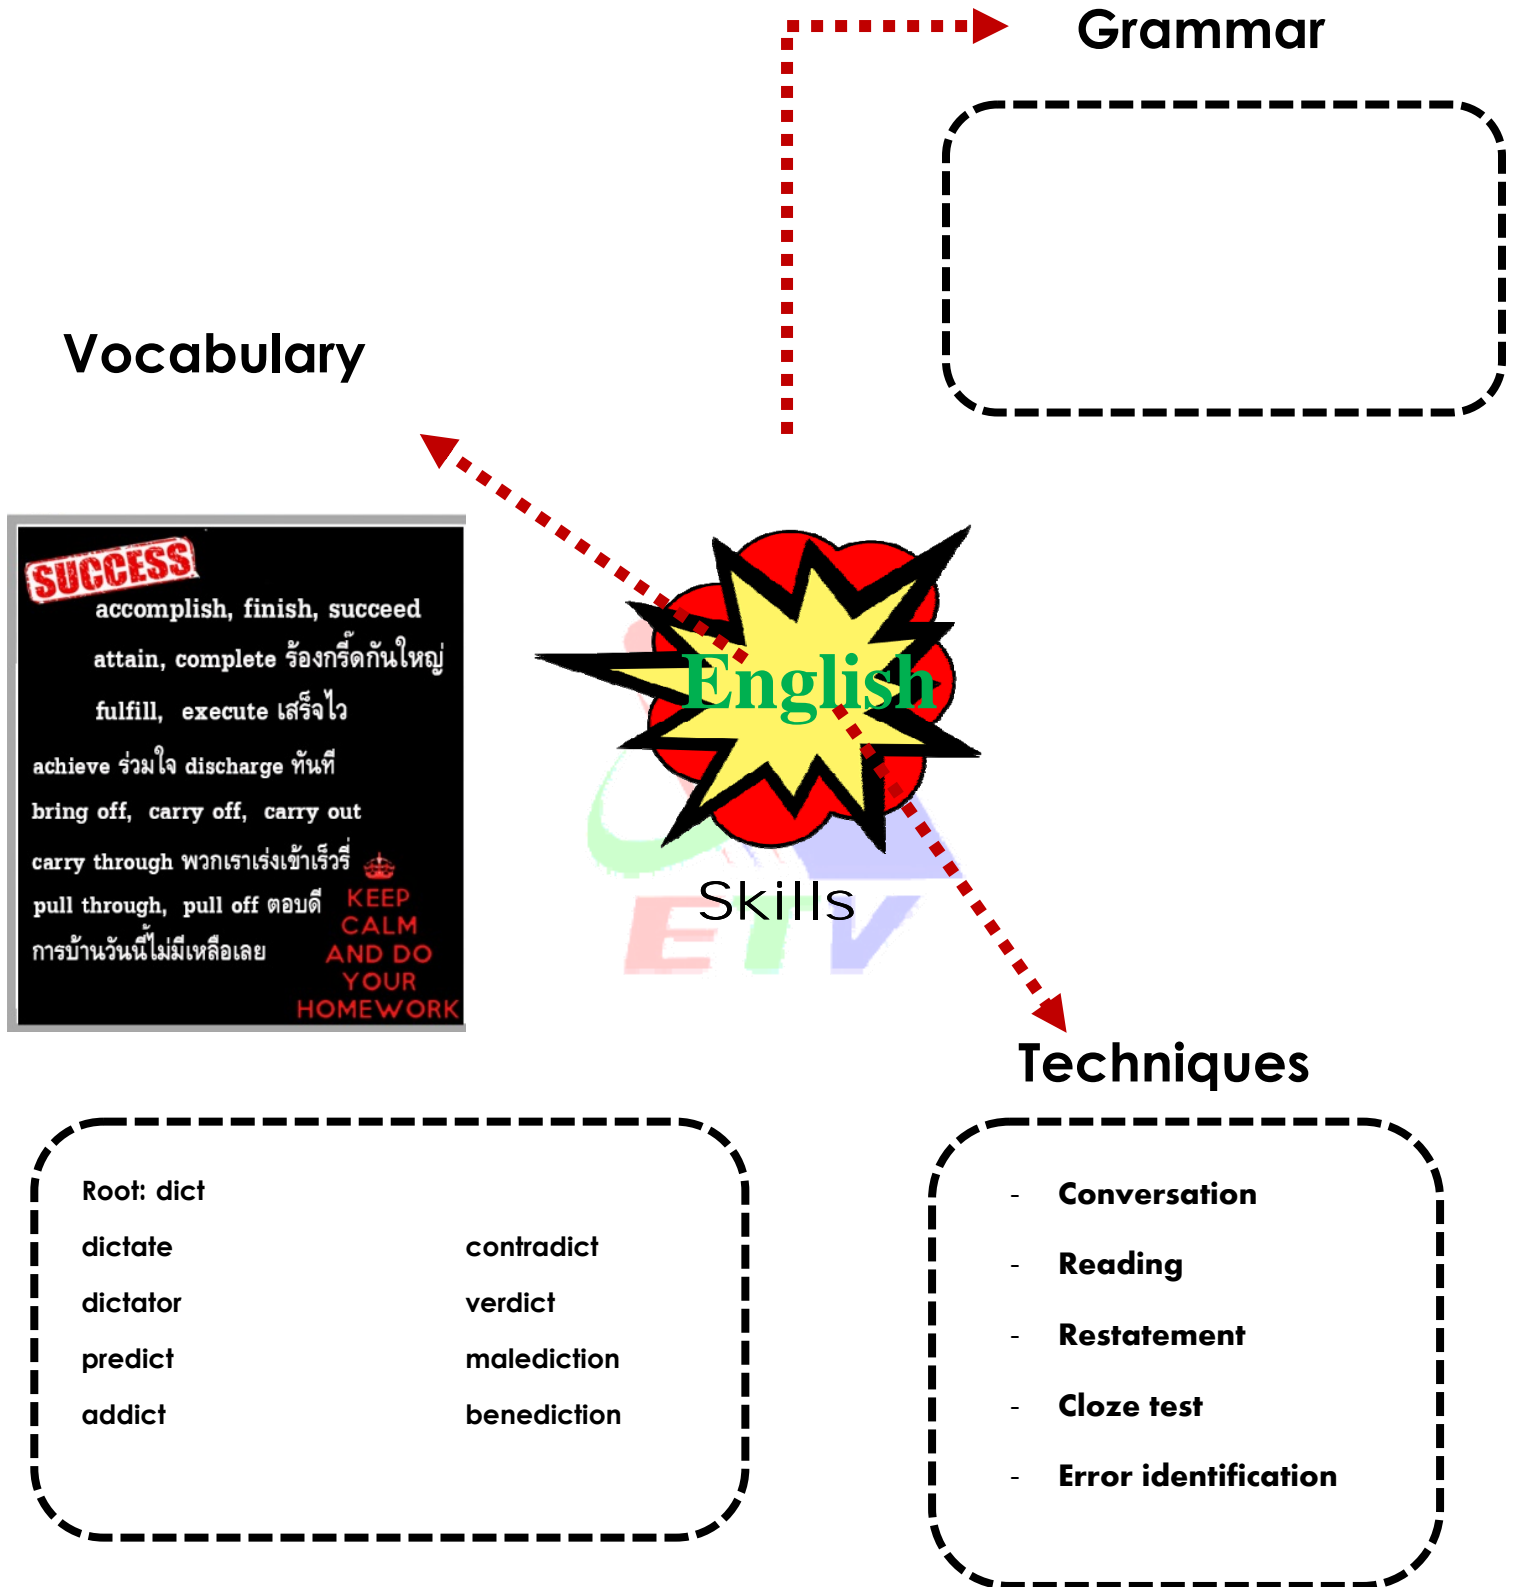 Grammar
Vocabulary
SUCCESS
accomplish, finish, succeed
attain, complete ร้องกรี๊ดกันใหญ่
fulfill, execute เสร็จไว
achieve ร่วมใจ discharge ทันที
bring off, carry off, carry out
carry through พวกเราเร่งเข้าเร็วรี่
pull through, pull off ตอบดี
การบ้านวันนี้ไม่มีเหลือเลย
KEEP
CALM
AND DO
YOUR
HOMEWORK
English
Skills
ETV
Techniques
Root: dict
dictate contradict
dictator verdict
predict malediction
addict benediction
- Conversation
- Reading
- Restatement
- Cloze test
- Error identification